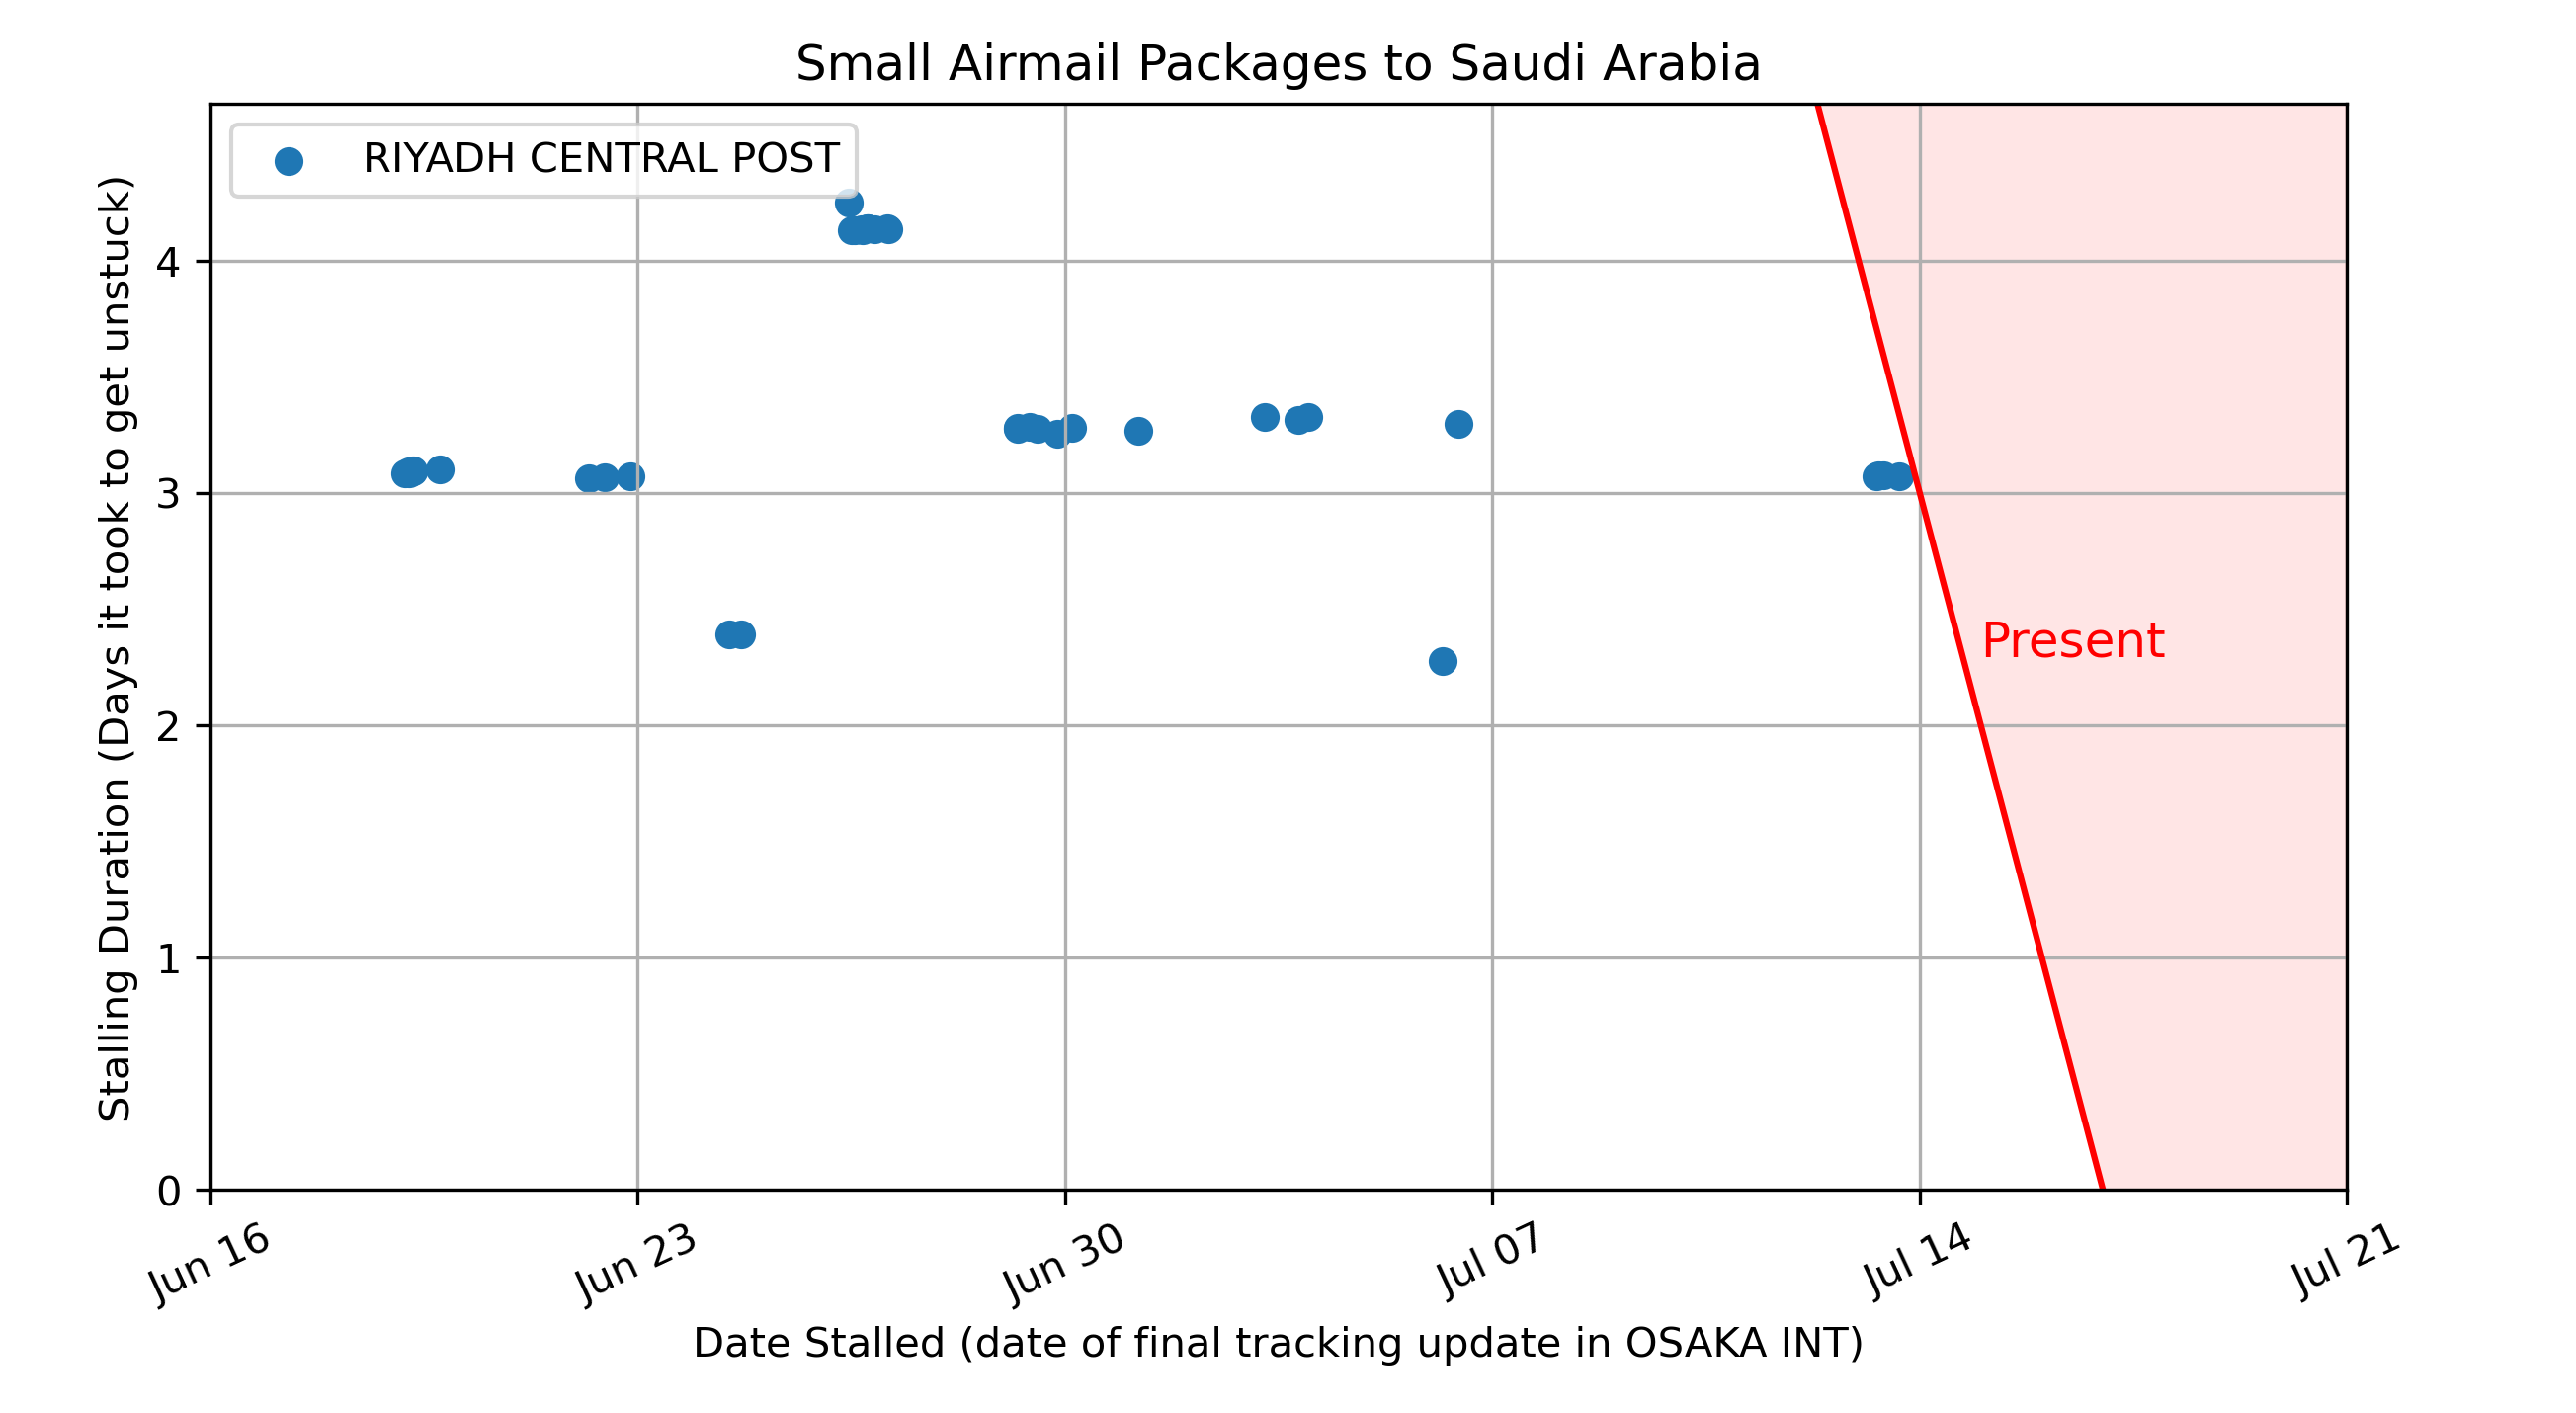 Small Airmail Packages to Saudi Arabia
RIYADH CENTRAL POST
Stalling Duration (Days it took to get unstuck)
4
3
2
1
0
Present
Jun 16
Jun 23
Jun 30
Jul 07
Jul 14
Jul 21
Date Stalled (date of final tracking update in OSAKA INT)